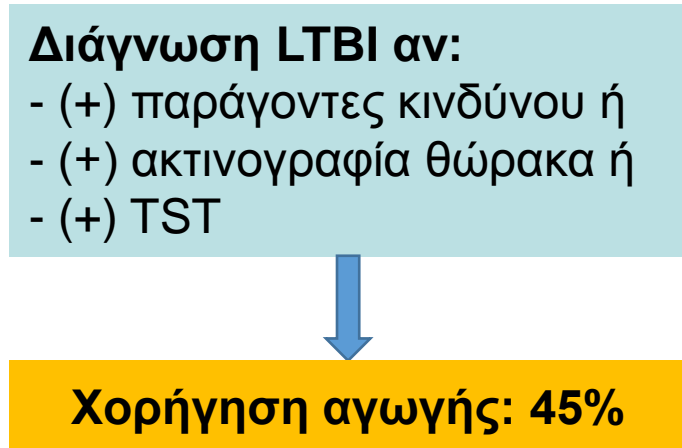 Διάγνωση LTBI αν:
- (+) παράγοντες κινδύνου ή
- (+) ακτινογραφία θώρακα ή
- (+) TST
Χορήγηση αγωγής: 45%